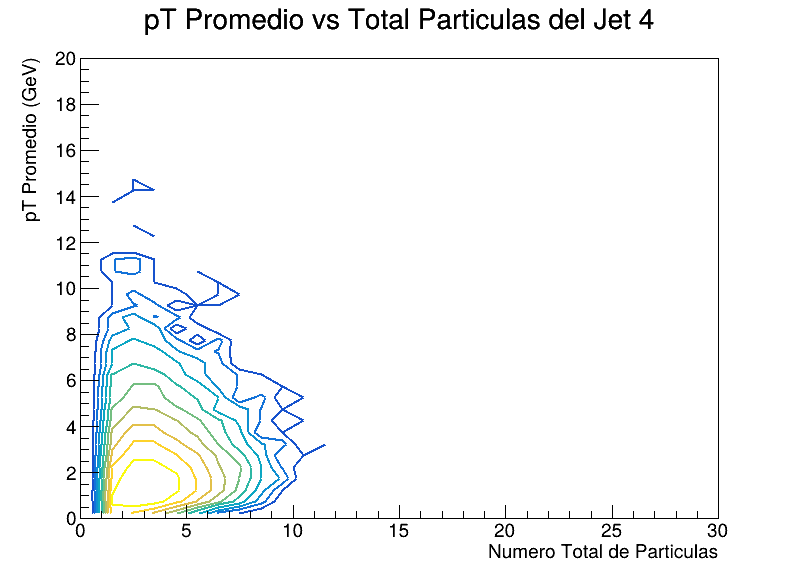 pT Promedio vs Total Particulas del Jet 4
pT Promedio (GeV)
20
18
16
14
12
10
8
6
4
2
0
0 5 10 15 20 25 30
Numero Total de Particulas